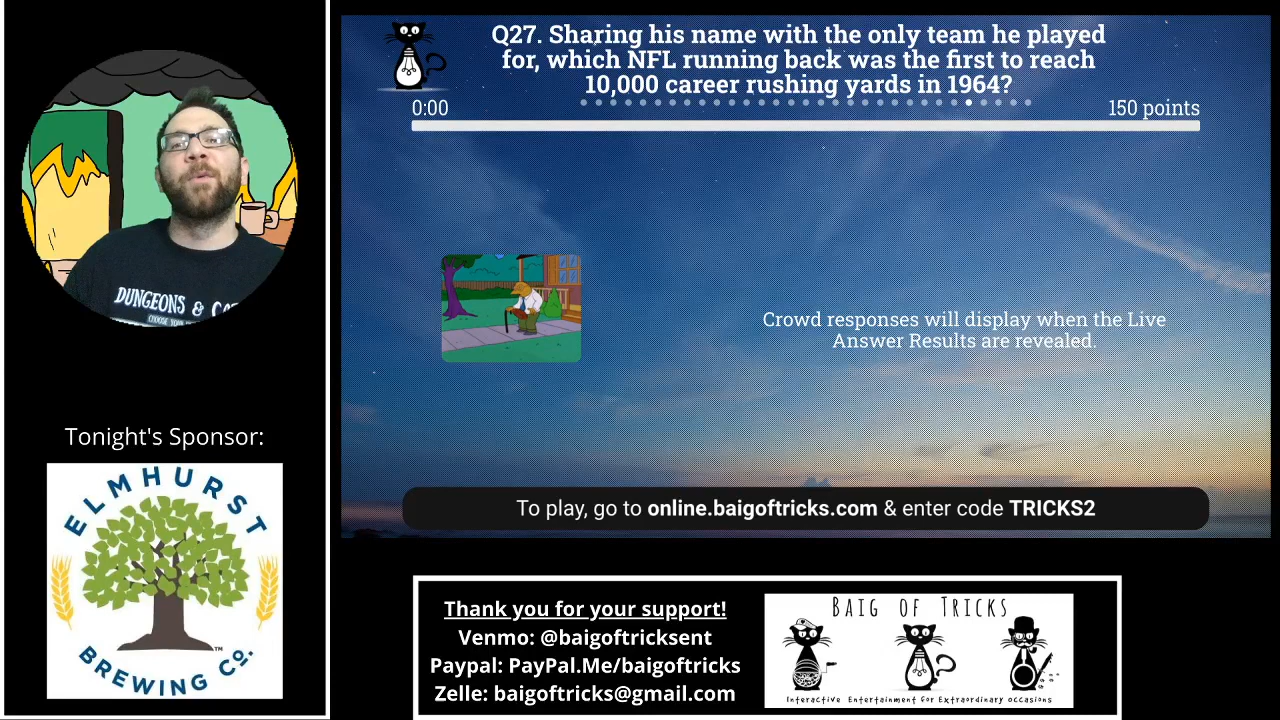 Q27. Sharing his name with the only team he played
for, which NFL running back was the first to reach
10,000 career rushing yards in 1964?
0:00
150 points
DUNGEONS &
Crowd responses will display when the Live
Answer Results are revealed.
Tonight's Sponsor:
ELMHURST
BREWING Co.
TM
To play, go to online.baigoftricks.com & enter code TRICKS2
Thank you for your support!
Venmo: @baigoftricksent
Paypal: PayPal.Me/baigoftricks
Zelle: baigoftricks@gmail.com
BAIG OF TRICKS
Interactive Entertainment for Extraordinary occasions